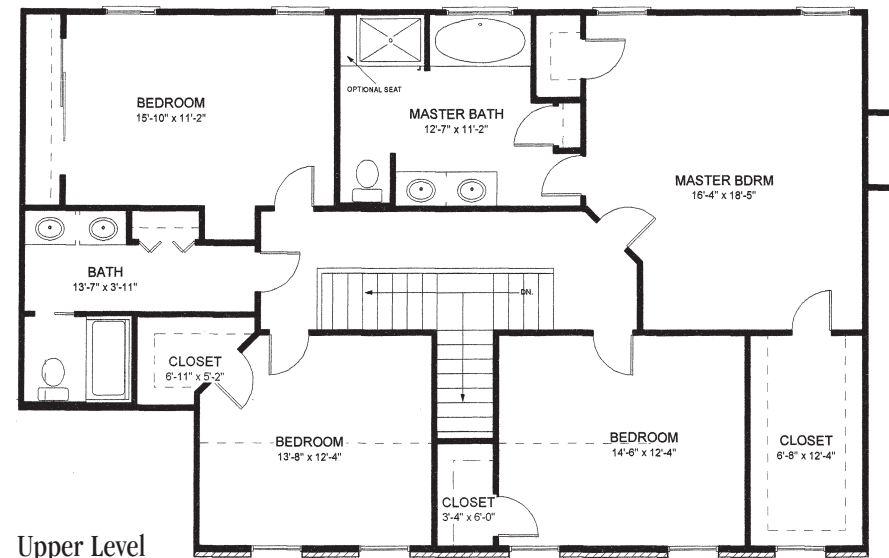 OPTIONAL SEAT
BEDROOM
15'-10" x 11'-2"
MASTER BATH
12'-7" x 11'-2"
MASTER BDRM
16'-4" x 18'-5"
BATH
13'-7" x 3'-11"
DN.
CLOSET
6'-11" x 5'-2"
BEDROOM
13'-8" x 12'-4"
BEDROOM
14'-6" x 12'-4"
CLOSET
6'-8" x 12'-4"
CLOSET
3'-4" x 6'-0"
Upper Level